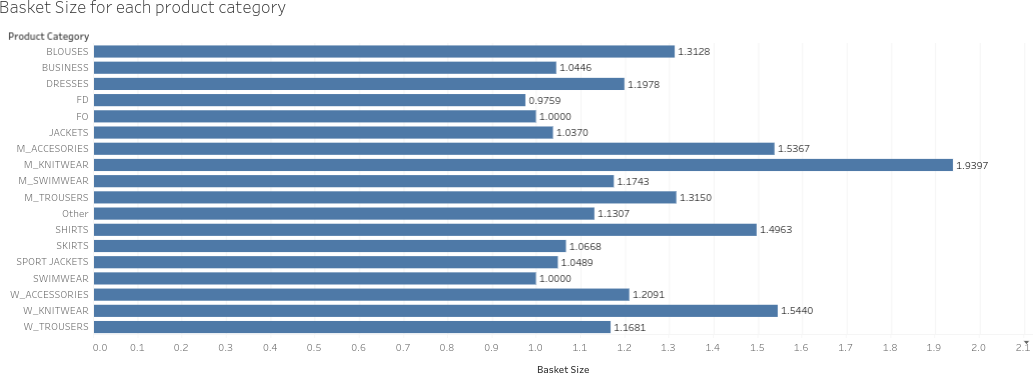 Basket Size for each product category
Product Category
BLOUSES 1.3128
BUSINESS 1.0446
DRESSES 1.1978
FD 0.9759
FO 1.0000
JACKETS 1.0370
M_ACCESORIES 1.5367
M_KNITWEAR 1.9397
M_SWIMWEAR 1.1743
M_TROUSERS 1.3150
Other 1.1307
SHIRTS 1.4963
SKIRTS 1.0668
SPORT JACKETS 1.0489
SWIMWEAR 1.0000
W_ACCESSORIES 1.2091
W_KNITWEAR 1.5440
W_TROUSERS 1.1681
0.0 0.1 0.2 0.3 0.4 0.5 0.6 0.7 0.8 0.9 1.0 1.1 1.2 1.3 1.4 1.5 1.6 1.7 1.8 1.9 2.0 2.1
Basket Size